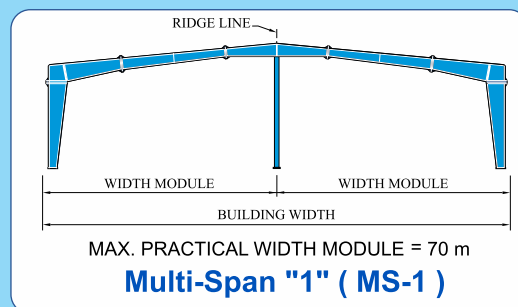 RIDGE LINE
WIDTH MODULE WIDTH MODULE
BUILDING WIDTH
MAX. PRACTICAL WIDTH MODULE = 70 m
Multi-Span "1" ( MS-1 )